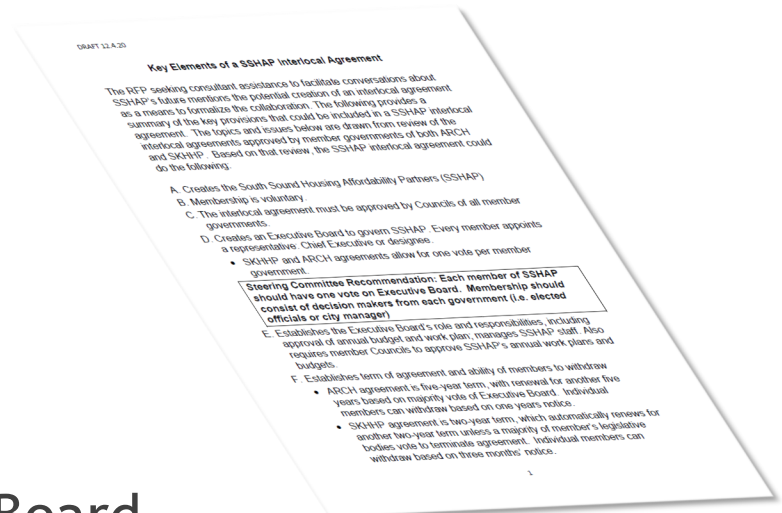 DRAFT 12.4.20
Key Elements of a SSHAP Interlocal Agreement
The RFP seeking consultant assistance to facilitate conversations about
SSHAP's future mentions the potential creation of an interlocal agreement
as a means to formalize the collaboration. The following provides a
summary of the key provisions that could be included in a SSHAP interlocal
agreement. The topics and issues below are drawn from review of the
interlocal agreements approved by member governments of both ARCH
and SKHHP. Based on that review, the SSHAP interlocal agreement could
do the following:
A. Creates the South Sound Housing Affordability Partners (SSHAP)
B. Membership is voluntary.
C. The interlocal agreement must be approved by Councils of all member
governments.
D. Creates an Executive Board to govern SSHAP. Every member appoints
a representative: Chief Executive or designee.
• SKHHP and ARCH agreements allow for one vote per member
government.
Steering Committee Recommendation: Each member of SSHAP
should have one vote on Executive Board. Membership should
consist of decision makers from each government (i.e. elected
officials or city manager)
E. Establishes the Executive Board's role and responsibilities, including
approval of annual budget and work plan; manages SSHAP staff. Also
requires member Councils to approve SSHAP's annual work plans and
budgets.
F. Establishes term of agreement and ability of members to withdraw
• ARCH agreement is five-year term, with renewal for another five
years based on majority vote of Executive Board. Individual
members can withdraw based on one years notice.
• SKHHP agreement is two-year term, which automatically renews for
another two-year term unless a majority of member's legislative
bodies vote to terminate agreement. Individual members can
withdraw based on three months' notice.
1
Board